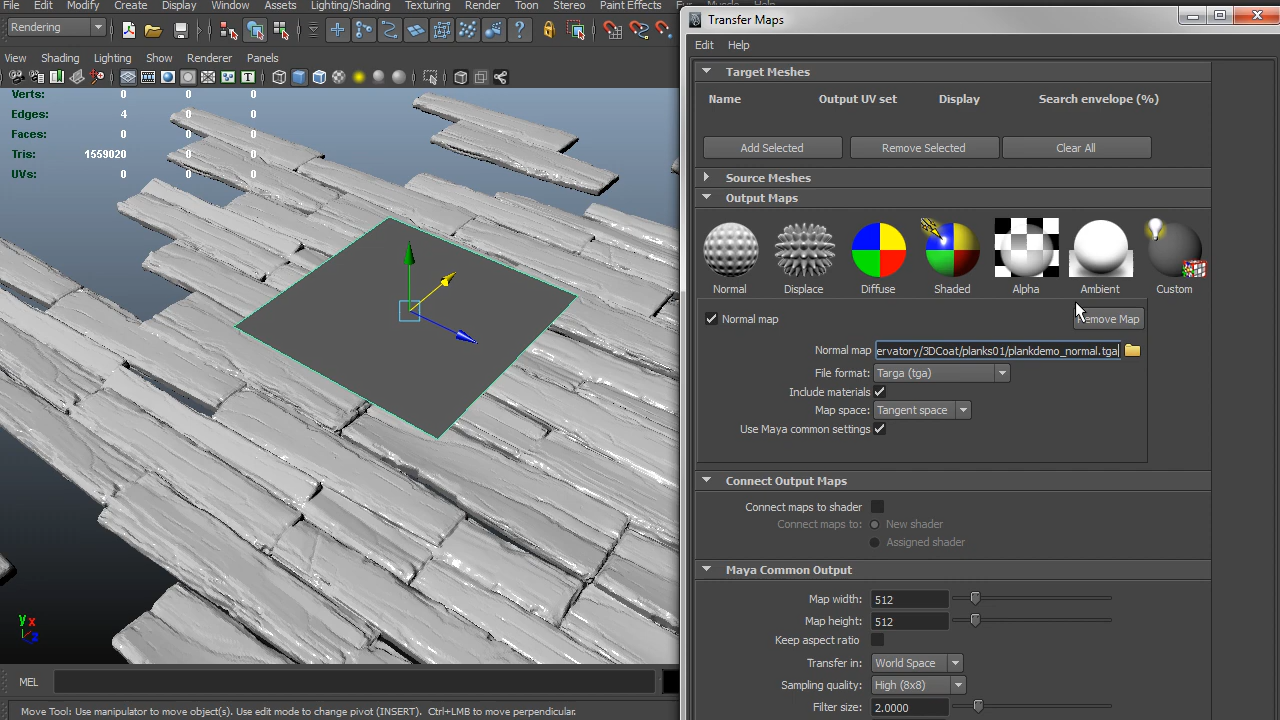 File Edit Modify Create Display Window Assets Lighting/Shading Texturing Render Toon Stereo Paint Effects
Transfer Maps
Rendering
Edit Help
View Shading Lighting Show Renderer Panels
Target Meshes
Verts: 0 0 0
Edges: 4 0 0
Faces: 0 0 0
Tris: 1559020 0 0
UVs: 0 0 0
Name Output UV set Display Search envelope (%)
Add Selected Remove Selected Clear All
Source Meshes
Output Maps
Normal Displace Diffuse Shaded Alpha Ambient Custom
Normal map
emove Map
Normal map ervatory/3DCoat/planks01/plankdemo_normal.tga
File format: Targa (tga)
Include materials
Map space: Tangent space
Use Maya common settings
Connect Output Maps
Connect maps to shader
Connect maps to: New shader
Assigned shader
Maya Common Output
Map width: 512
Map height: 512
Keep aspect ratio
Transfer in: World Space
Sampling quality: High (8x8)
Filter size: 2.0000
y x
z
MEL
Move Tool: Use manipulator to move object(s). Use edit mode to change pivot (INSERT). Ctrl+LMB to move perpendicular.